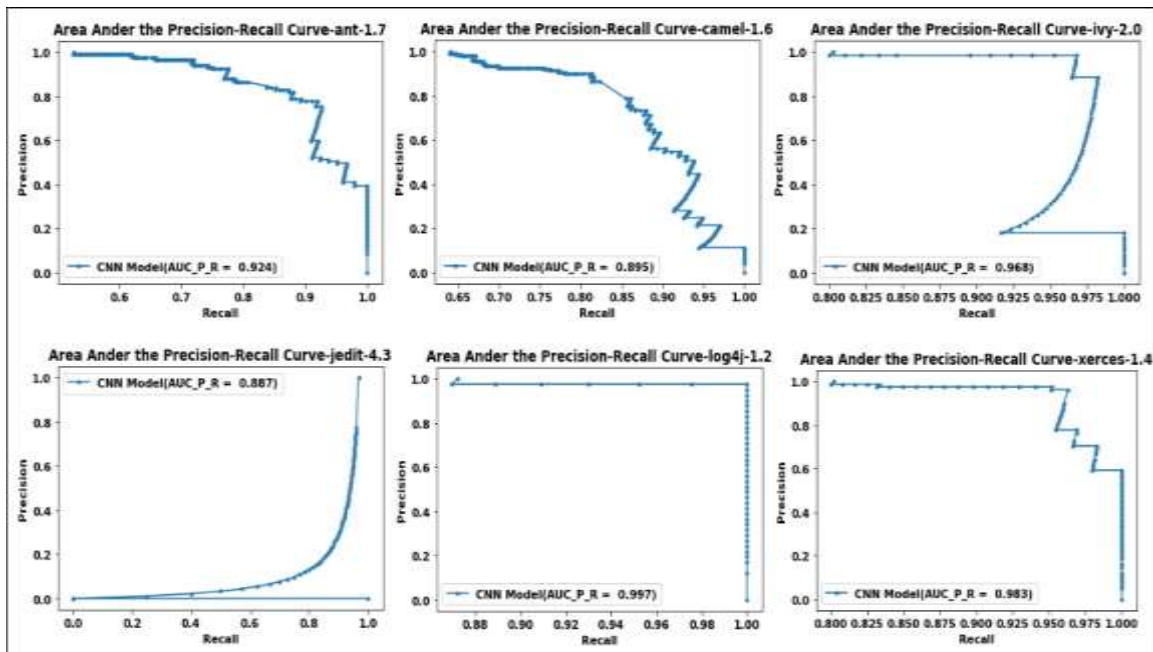 Area Ander the Precision-Recall Curve-ant-1.7
1.0
0.8
0.6
0.4
0.2
0.0
Precision
CNN Model(AUC_P_R = 0.924)
0.6 0.7 0.8 0.9 1.0
Recall
Area Ander the Precision-Recall Curve-camel-1.6
1.0
0.8
0.6
0.4
0.2
0.0
Precision
CNN Model(AUC_P_R = 0.895)
0.65 0.70 0.75 0.80 0.85 0.90 0.95 1.00
Recall
Area Ander the Precision-Recall Curve-ivy-2.0
1.0
0.8
0.6
0.4
0.2
0.0
Precision
CNN Model(AUC_P_R = 0.968)
0.800 0.825 0.850 0.875 0.900 0.925 0.950 0.975 1.000
Recall
Area Ander the Precision-Recall Curve-jedit-4.3
CNN Model(AUC_P_R = 0.887)
1.0
0.8
0.6
0.4
0.2
0.0
Precision
0.0 0.2 0.4 0.6 0.8 1.0
Recall
Area Ander the Precision-Recall Curve-log4j-1.2
1.0
0.8
0.6
0.4
0.2
0.0
Precision
CNN Model(AUC_P_R = 0.997)
0.88 0.90 0.92 0.94 0.96 0.98 1.00
Recall
Area Ander the Precision-Recall Curve-xerces-1.4
1.0
0.8
0.6
0.4
0.2
0.0
Precision
CNN Model(AUC_P_R = 0.983)
0.800 0.825 0.850 0.875 0.900 0.925 0.950 0.975 1.000
Recall